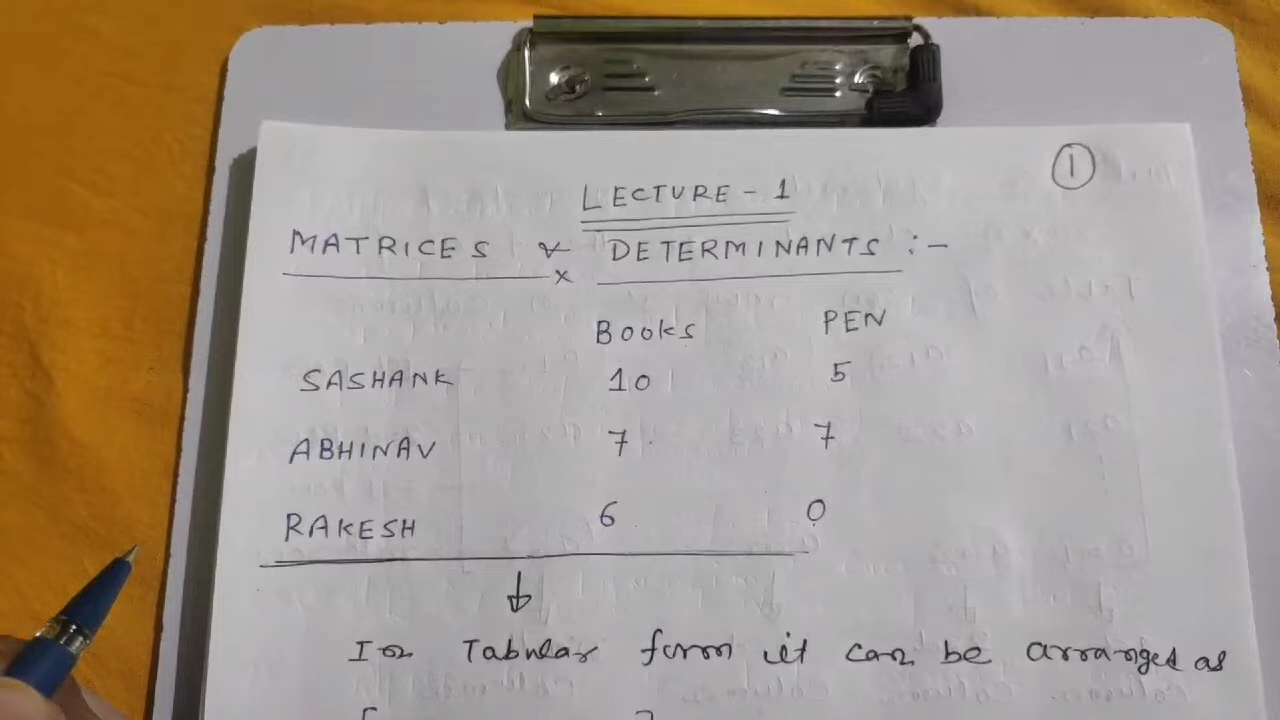 ①
LECTURE - 1
MATRICES & DETERMINANTS :-
x
Books PEN
SASHANK 10 5
ABHINAV 7 7
RAKESH 6 0
↓
In Tabular form it can be arranged as